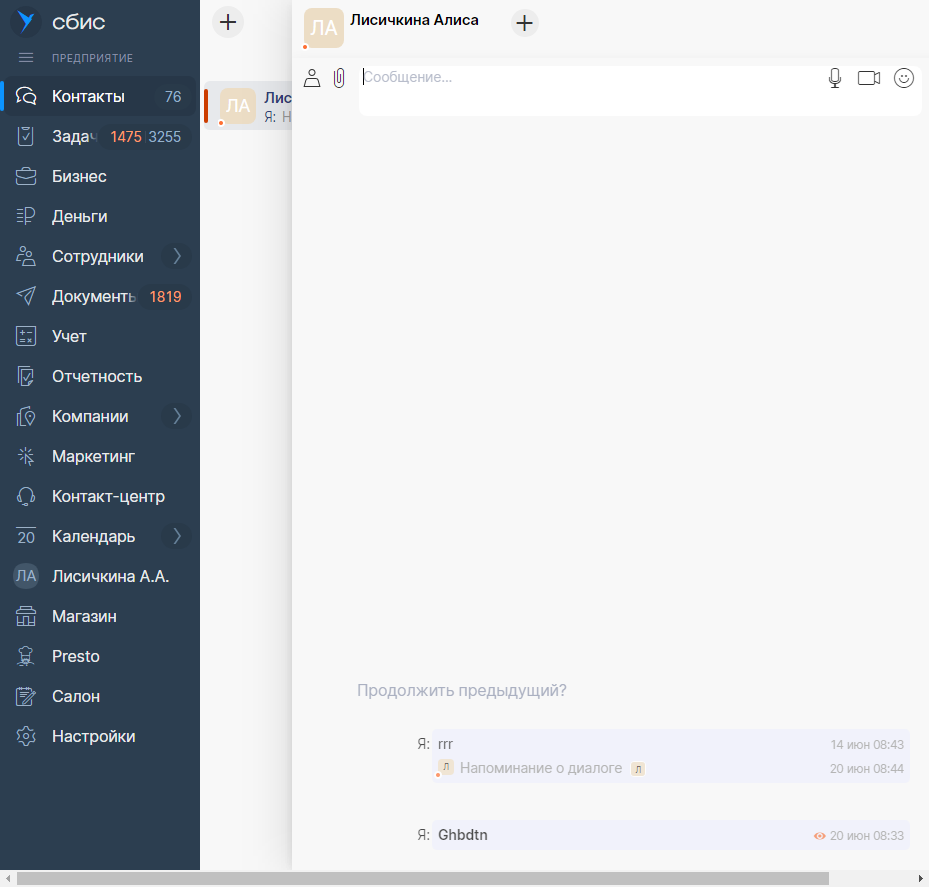 сбис
ПРЕДПРИЯТИЕ
Контакты 76
Задач 1475 3255
Бизнес
Деньги
Сотрудники
Документы 1819
Учет
Отчетность
Компании
Маркетинг
Контакт-центр
20 Календарь
ЛА Лисичкина А.А.
Магазин
Presto
Салон
Настройки
ЛА Лис
Я: Н
ЛА Лисичкина Алиса
Сообщение...
Продолжить предыдущий?
Я: rrr 14 июн 08:43
Л Напоминание о диалоге Л 20 июн 08:44
Я: Ghbdtn 20 июн 08:33